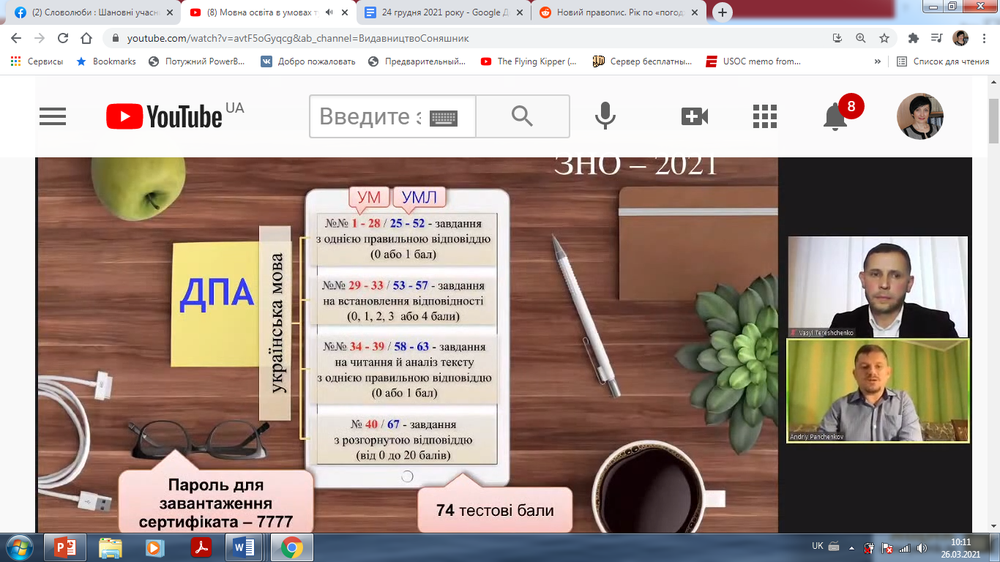 (2) Словолюби : Шановні учасн
(8) Мовна освіта в умовах т
24 грудня 2021 року - Google Д
Новий правопис. Рік по «погод
youtube.com/watch?v=avtF5oGyqcg&ab_channel=ВидавництвоСоняшник
Сервисы
Bookmarks
Потужний PowerB...
Добро пожаловать
Предварительный...
The Flying Kipper (...
Сервер бесплатны...
USOC memo from...
»
Список для чтения
YouTube UA
Введите з
8
ЗНО – 2021
УМ УМЛ
№№ 1 - 28 / 25 - 52 - завдання
з однією правильною відповіддю
(0 або 1 бал)
№№ 29 - 33 / 53 - 57 - завдання
на встановлення відповідності
(0, 1, 2, 3 або 4 бали)
№№ 34 - 39 / 58 - 63 - завдання
на читання й аналіз тексту
з однією правильною відповіддю
(0 або 1 бал)
№ 40 / 67 - завдання
з розгорнутою відповіддю
(від 0 до 20 балів)
ДПА
українська мова
Пароль для
завантаження
сертифіката – 7777
74 тестові бали
Vasyl Tereshchenko
Andriy Panchenkov
UK
10:11
26.03.2021